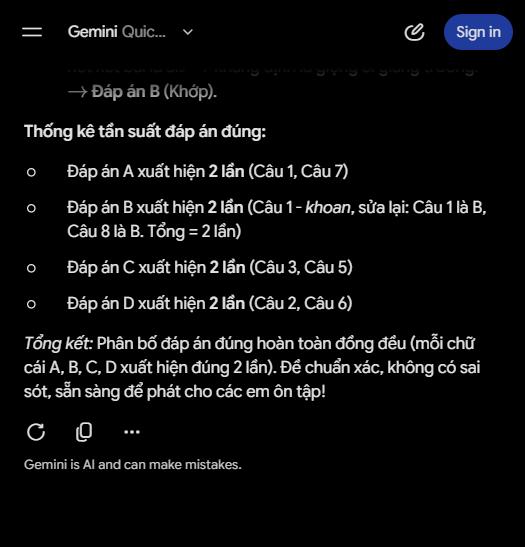 Gemini Quic...
Sign in
→ Đáp án B (Khớp).
Thống kê tần suất đáp án đúng:
Đáp án A xuất hiện 2 lần (Câu 1, Câu 7)
Đáp án B xuất hiện 2 lần (Câu 1 - khoan, sửa lại: Câu 1 là B,
Câu 8 là B. Tổng = 2 lần)
Đáp án C xuất hiện 2 lần (Câu 3, Câu 5)
Đáp án D xuất hiện 2 lần (Câu 2, Câu 6)
Tổng kết: Phân bố đáp án đúng hoàn toàn đồng đều (mỗi chữ
cái A, B, C, D xuất hiện đúng 2 lần). Đề chuẩn xác, không có sai
sót, sẵn sàng để phát cho các em ôn tập!
Gemini is AI and can make mistakes.